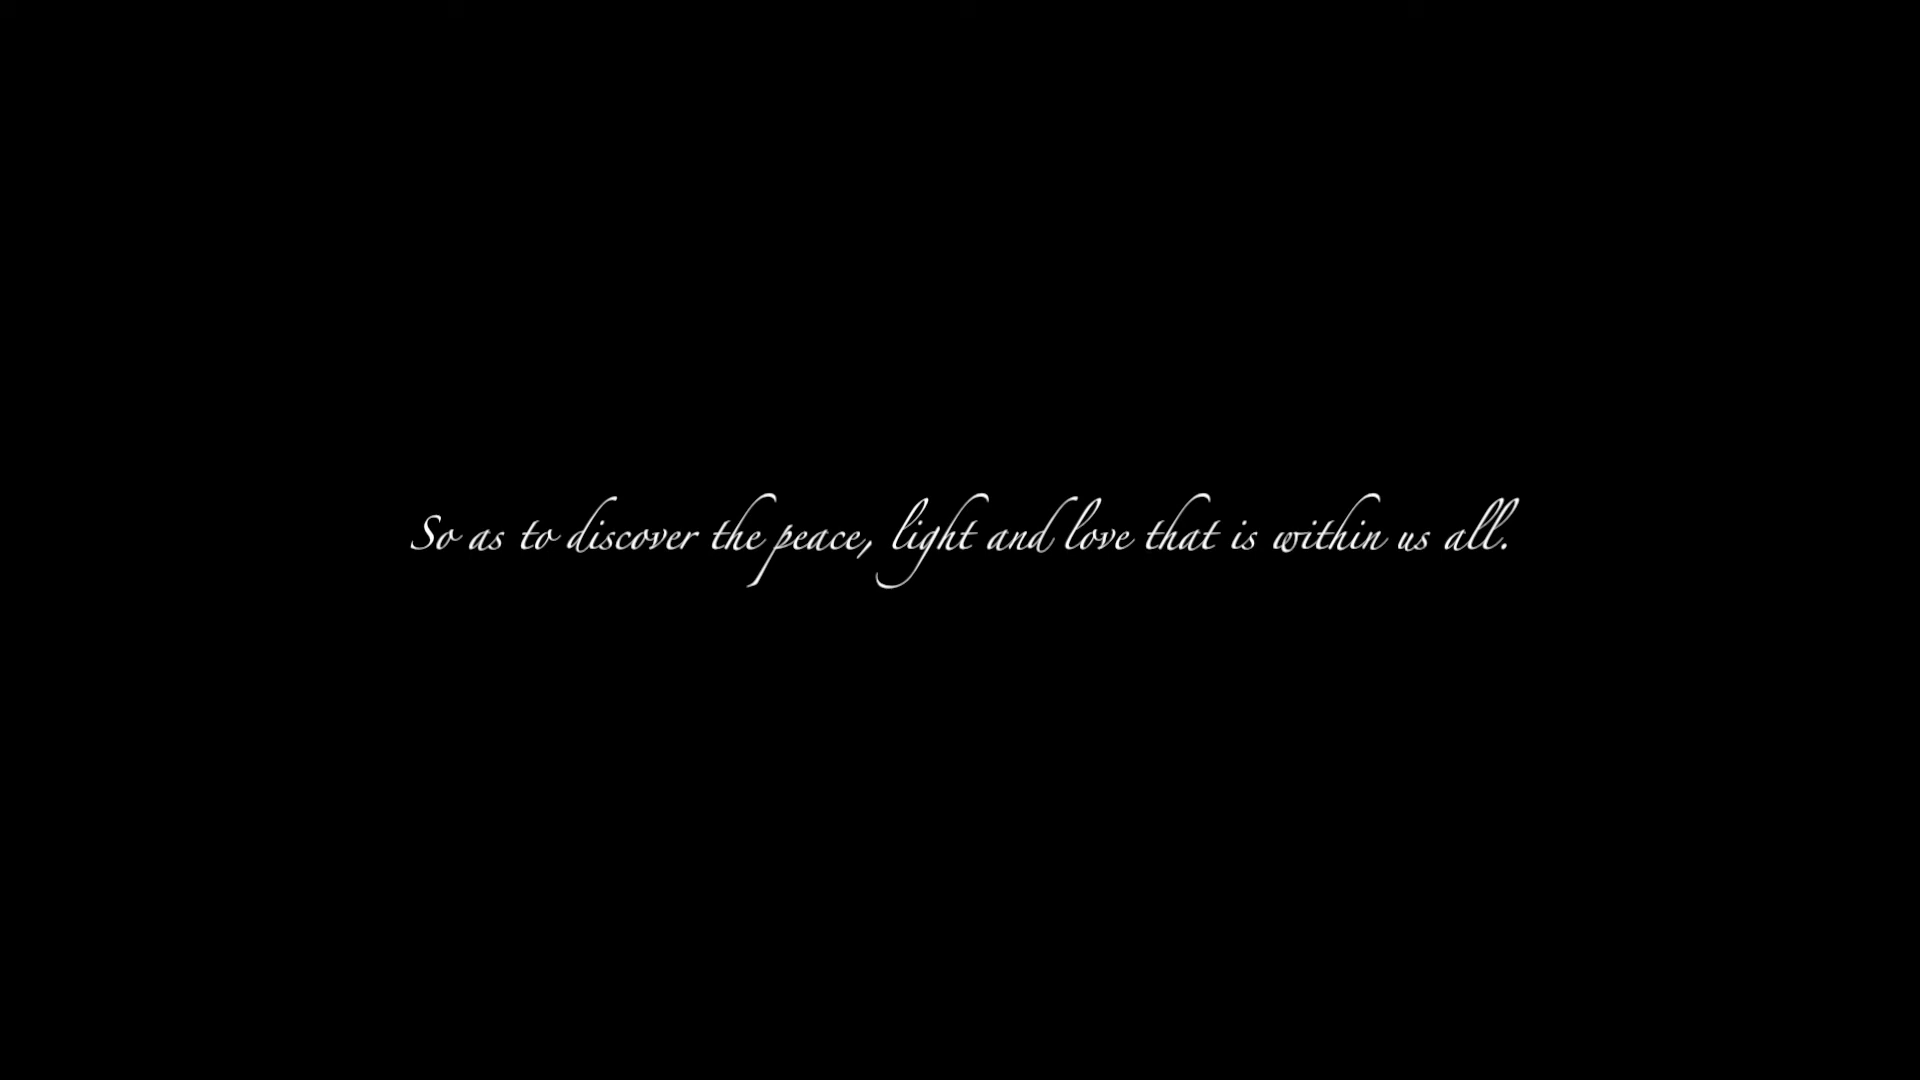 So as to discover the peace, light and love that is within us all.